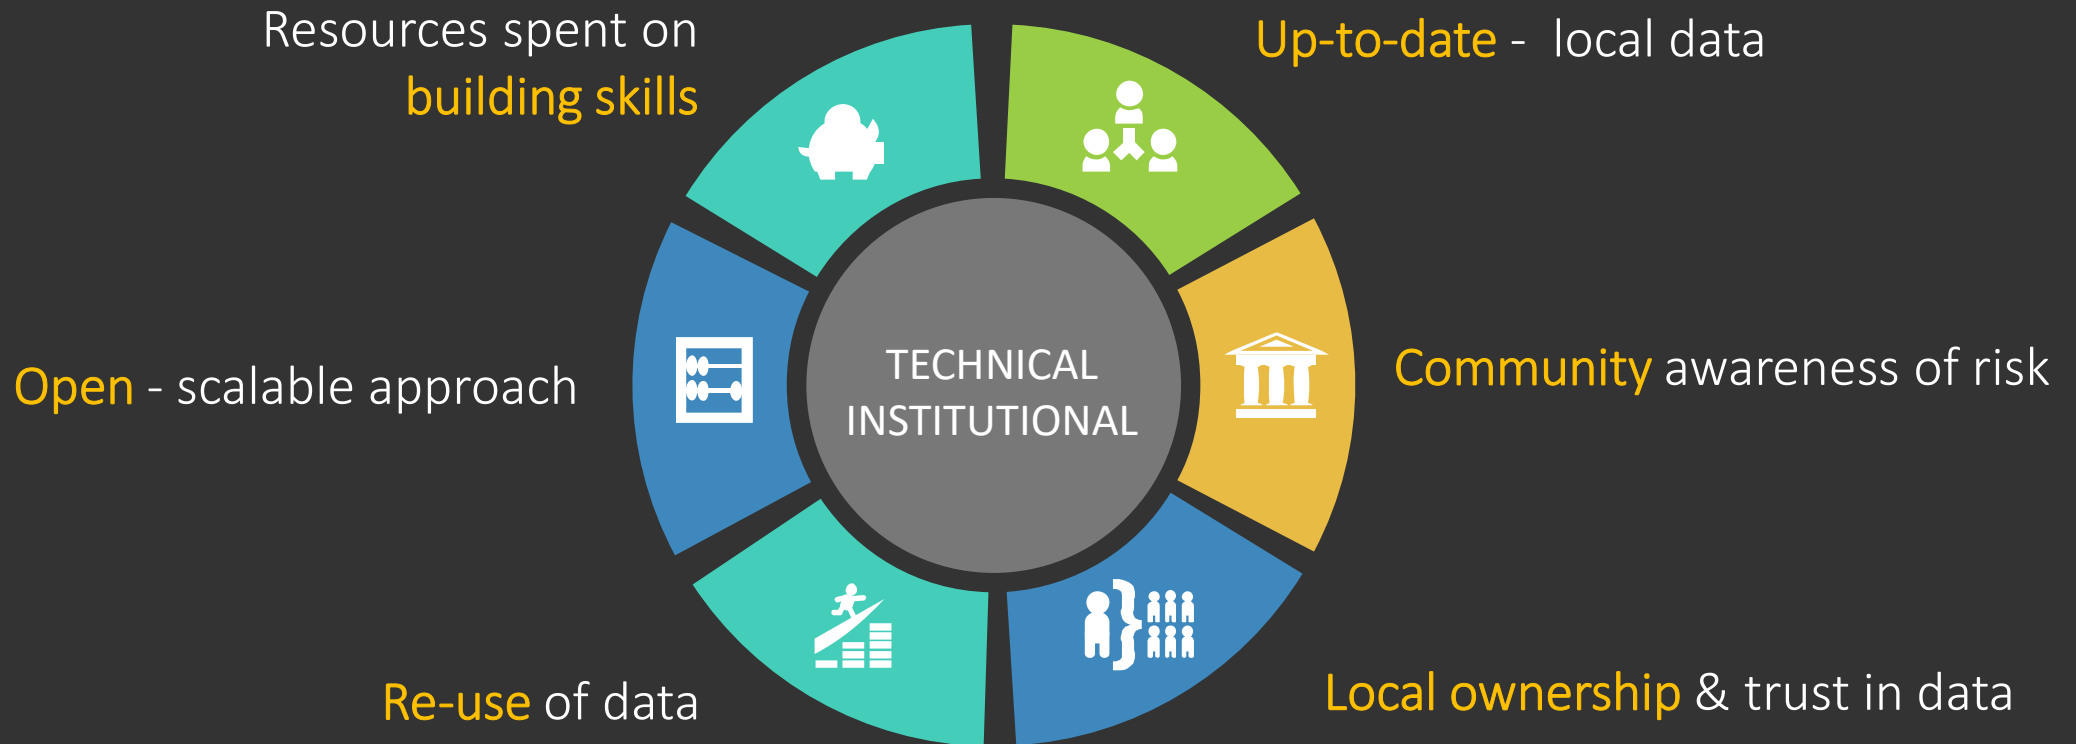 Resources spent on
building skills
Up-to-date - local data
Open - scalable approach
TECHNICAL
INSTITUTIONAL
Community awareness of risk
Re-use of data
Local ownership & trust in data